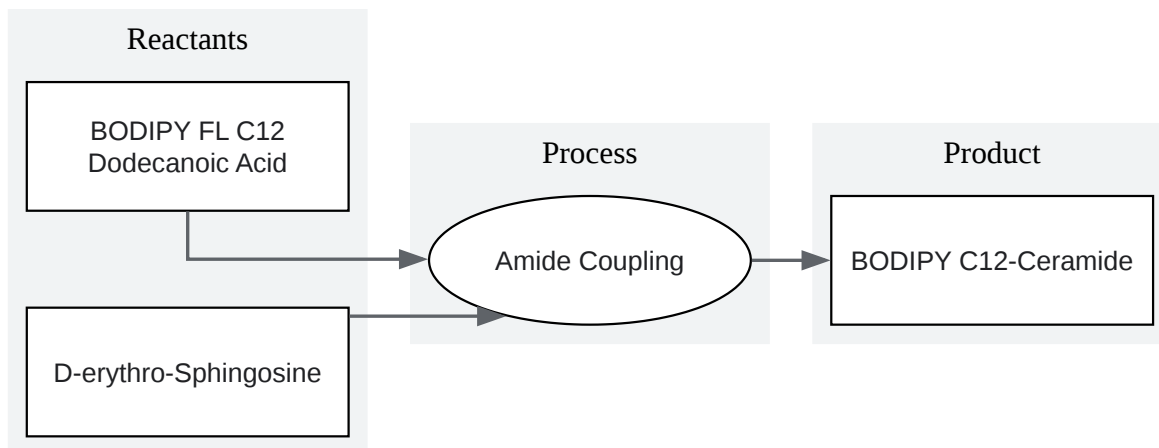 Reactants
BODIPY FL C12
Dodecanoic Acid
D-erythro-Sphingosine
Process
Amide Coupling
Product
BODIPY C12-Ceramide